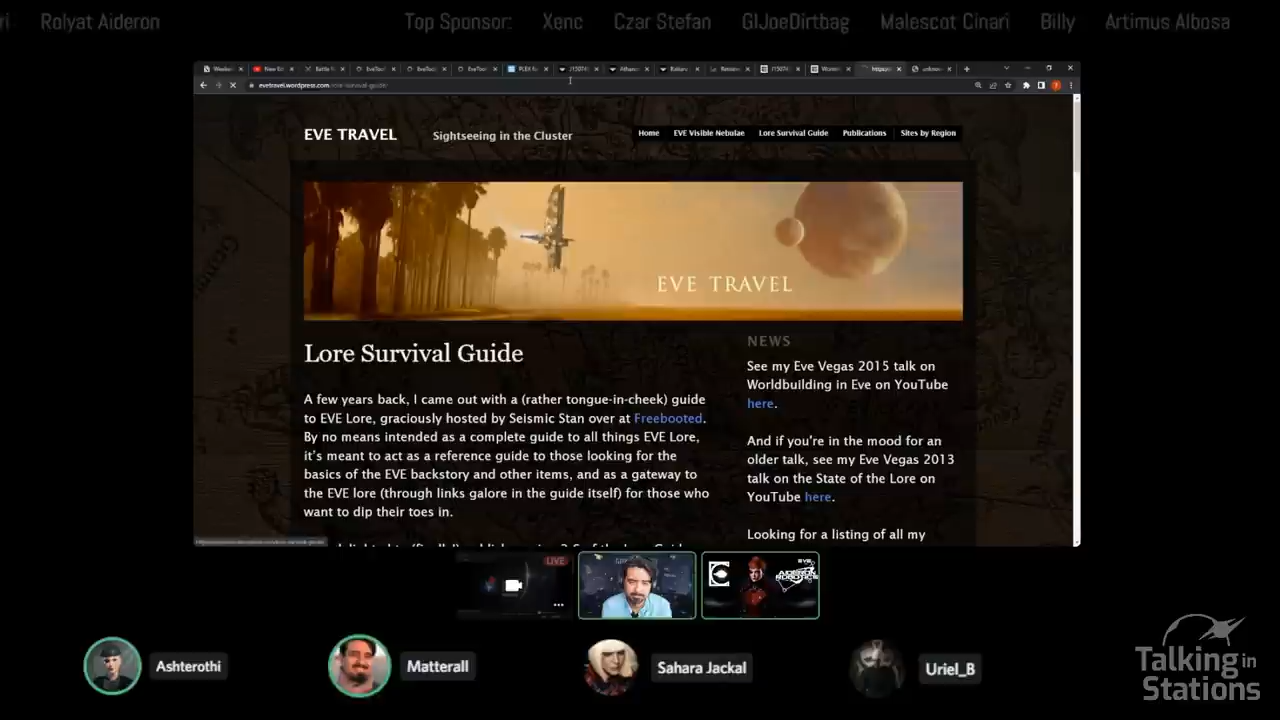 Rolyat Aideron Top Sponsor: Xenc Czar Stefan GIJoeDirtbag Malescot Cinari Billy Artimus Albosa
evetravel.wordpress.com/lore-survival-guide/
EVE TRAVEL
Sightseeing in the Cluster
Home EVE Visible Nebulae Lore Survival Guide Publications Sites by Region
EVE TRAVEL
Lore Survival Guide
A few years back, I came out with a (rather tongue-in-cheek) guide
to EVE Lore, graciously hosted by Seismic Stan over at Freebooted.
By no means intended as a complete guide to all things EVE Lore,
it's meant to act as a reference guide to those looking for the
basics of the EVE backstory and other items, and as a gateway to
the EVE lore (through links galore in the guide itself) for those who
want to dip their toes in.
NEWS
See my Eve Vegas 2015 talk on
Worldbuilding in Eve on YouTube
here.
And if you're in the mood for an
older talk, see my Eve Vegas 2013
talk on the State of the Lore on
YouTube here.
Looking for a listing of all my
LIVE
EVE
AIDERON
ROBOTICS
Ashterothi
Matterall
Sahara Jackal
Uriel_B
Talking in
Stations